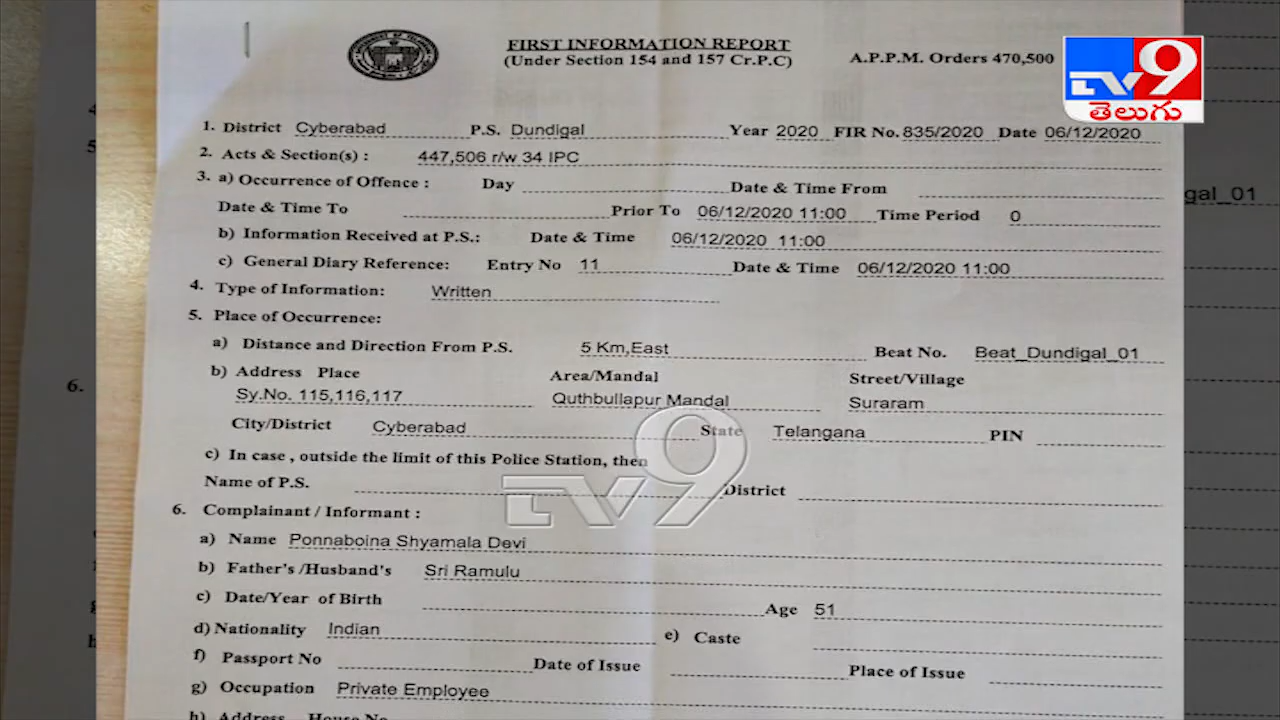 FIRST INFORMATION REPORT
(Under Section 154 and 157 Cr.P.C)
A.P.P.M. Orders 470,500
TV9
తెలుగు
1. District Cyberabad P.S. Dundigal Year 2020 FIR No. 835/2020 Date 06/12/2020
2. Acts & Section(s) : 447,506 r/w 34 IPC
3. a) Occurrence of Offence : Day Date & Time From
Date & Time To Prior To 06/12/2020 11:00 Time Period 0
b) Information Received at P.S.: Date & Time 06/12/2020 11:00
c) General Diary Reference: Entry No 11 Date & Time 06/12/2020 11:00
4. Type of Information: Written
5. Place of Occurrence:
a) Distance and Direction From P.S. 5 Km,East Beat No. Beat_Dundigal_01
b) Address Place Area/Mandal Street/Village
Sy.No. 115,116,117 Quthbullapur Mandal Suraram
City/District Cyberabad State Telangana PIN
c) In case , outside the limit of this Police Station, then
Name of P.S. District
TV9
6. Complainant / Informant :
a) Name Ponnaboina Shyamala Devi
b) Father's /Husband's Sri Ramulu
c) Date/Year of Birth Age 51
d) Nationality Indian e) Caste
f) Passport No Date of Issue Place of Issue
g) Occupation Private Employee
h) Address House No
gal_01
6.